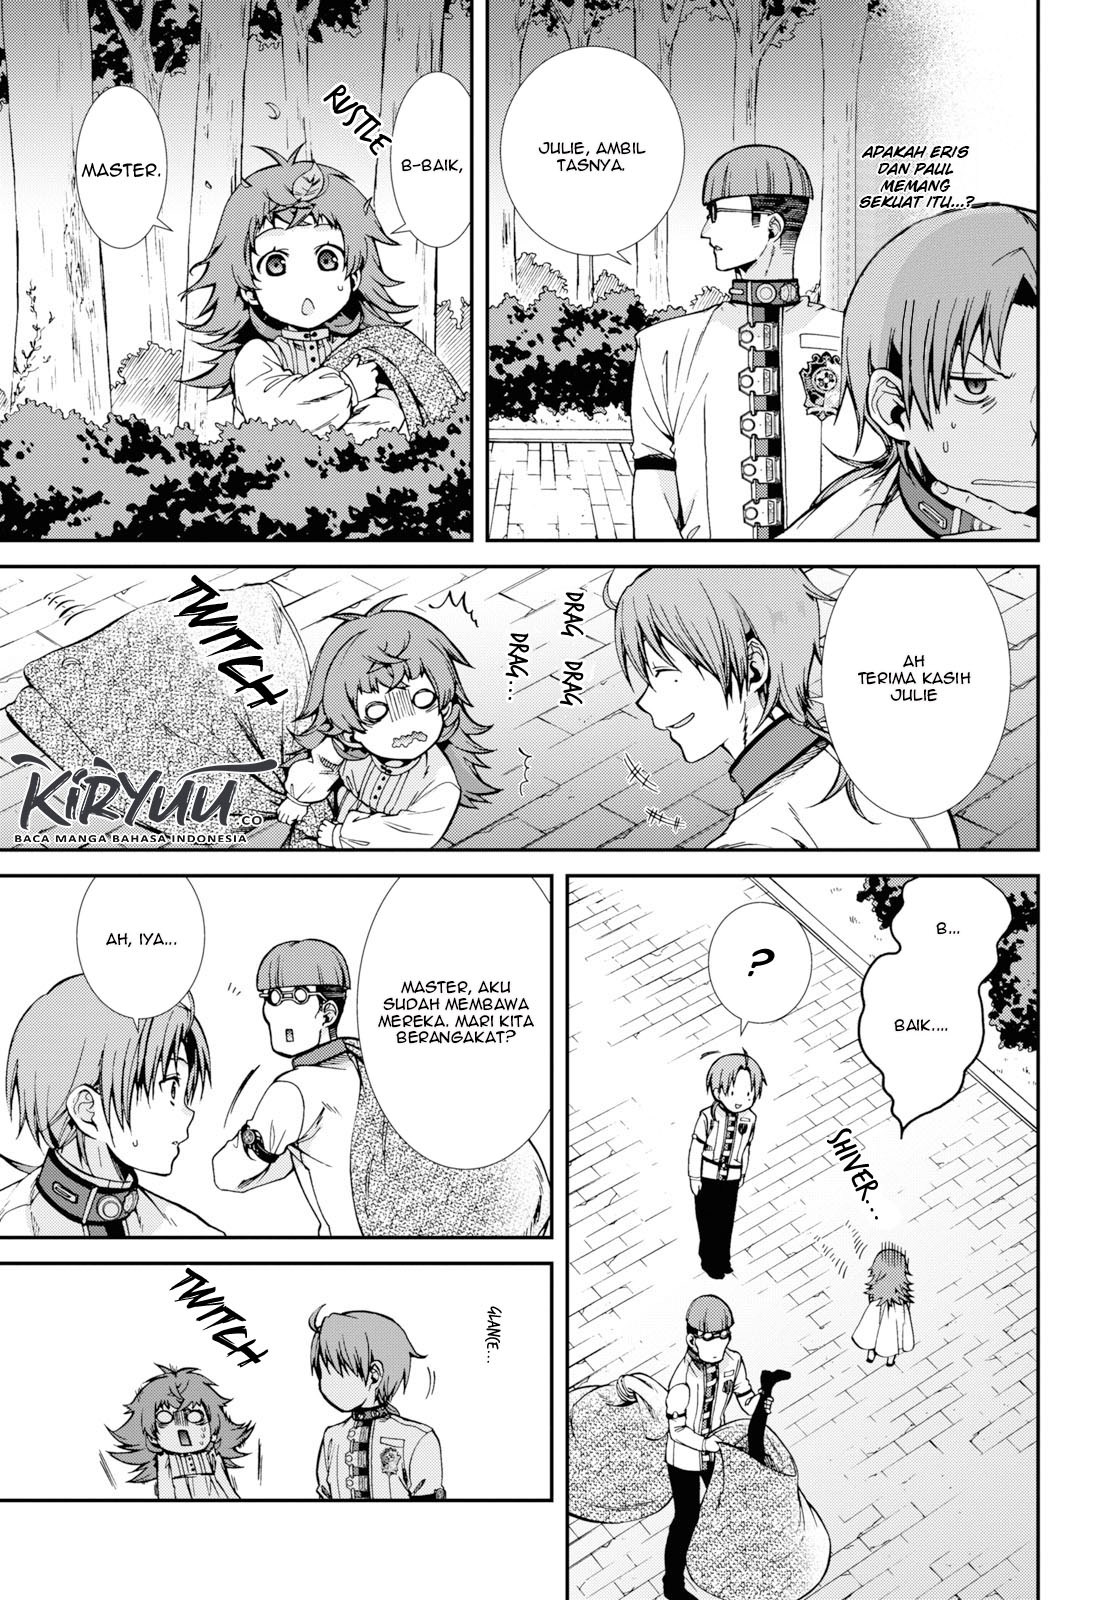 APAKAH ERIS
DAN PAUL
MEMANG
SEKUAT ITU...?
JULIE, AMBIL
TASNYA.
RUSTLE
B-BAIK,
MASTER.
AH
TERIMA KASIH
JULIE
DRAG DRAG
DRAG...
TWITCH
KIRYUU.CO
BACA MANGA BAHASA INDONESIA
B...
BAIK....
?
SHIVER....
MASTER, AKU
SUDAH MEMBAWA
MEREKA. MARI KITA
BERANGAKAT?
AH, IYA...
GLANCE...
TWITCH